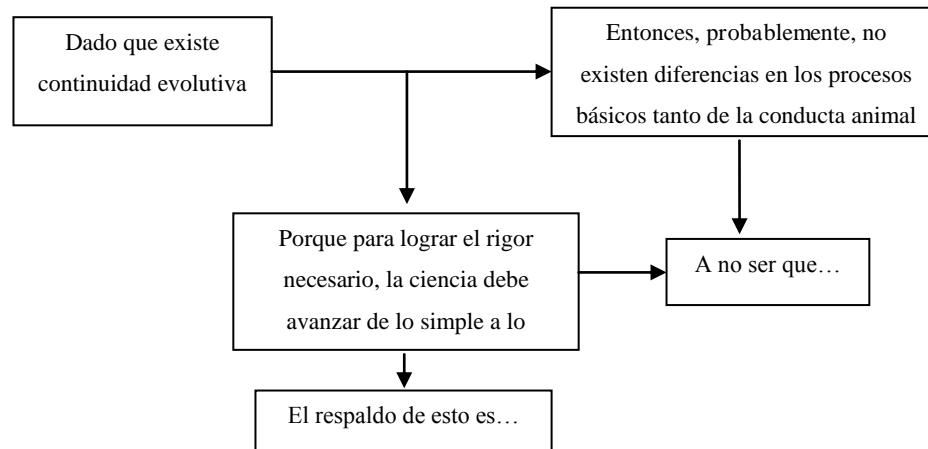 Dado que existe
continuidad evolutiva
Entonces, probablemente, no
existen diferencias en los procesos
básicos tanto de la conducta animal
Porque para lograr el rigor
necesario, la ciencia debe
avanzar de lo simple a lo
A no ser que…
El respaldo de esto es…